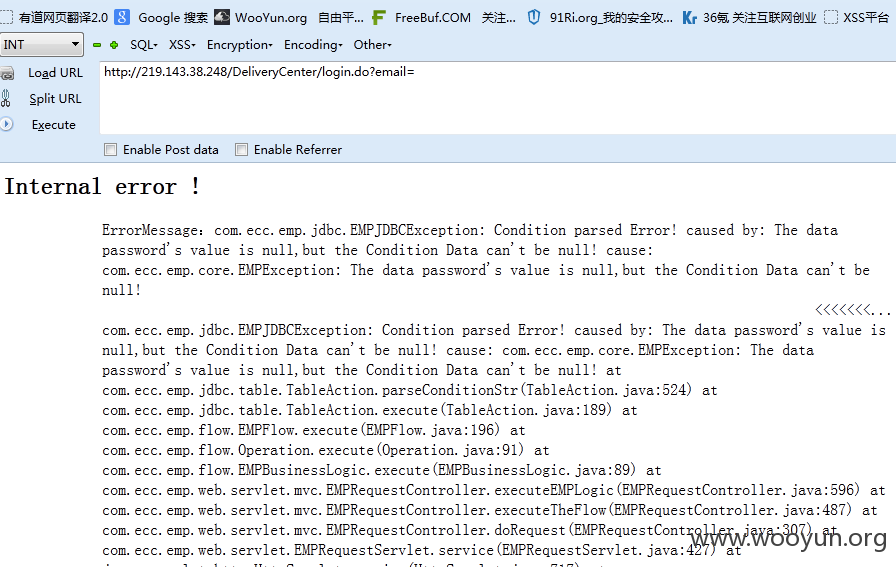 有道网页翻译2.0 Google 搜索 WooYun.org 自由平... FreeBuf.COM 关注... 91Ri.org_我的安全攻... 36氪 关注互联网创业 XSS平台
INT SQL XSS Encryption Encoding Other
Load URL http://219.143.38.248/DeliveryCenter/login.do?email=
Split URL
Execute
Enable Post data Enable Referrer
Internal error !
ErrorMessage: com.ecc.emp.jdbc.EMPJDBCException: Condition parsed Error! caused by: The data
password's value is null,but the Condition Data can't be null! cause:
com.ecc.emp.core.EMPException: The data password's value is null,but the Condition Data can't be
null!
<<<<<<<...
com.ecc.emp.jdbc.EMPJDBCException: Condition parsed Error! caused by: The data password's value is
null,but the Condition Data can't be null! cause: com.ecc.emp.core.EMPException: The data
password's value is null,but the Condition Data can't be null! at
com.ecc.emp.jdbc.table.TableAction.parseConditionStr(TableAction.java:524) at
com.ecc.emp.jdbc.table.TableAction.execute(TableAction.java:189) at
com.ecc.emp.flow.EMPFlow.execute(EMPFlow.java:196) at
com.ecc.emp.flow.Operation.execute(Operation.java:91) at
com.ecc.emp.flow.EMPBusinessLogic.execute(EMPBusinessLogic.java:89) at
com.ecc.emp.web.servlet.mvc.EMPRequestController.executeEMPLogic(EMPRequestController.java:596) at
com.ecc.emp.web.servlet.mvc.EMPRequestController.executeTheFlow(EMPRequestController.java:487) at
com.ecc.emp.web.servlet.mvc.EMPRequestController.doRequest(EMPRequestController.java:307) at
com.ecc.emp.web.servlet.EMPRequestServlet.service(EMPRequestServlet.java:427) at
www.wooyun.org